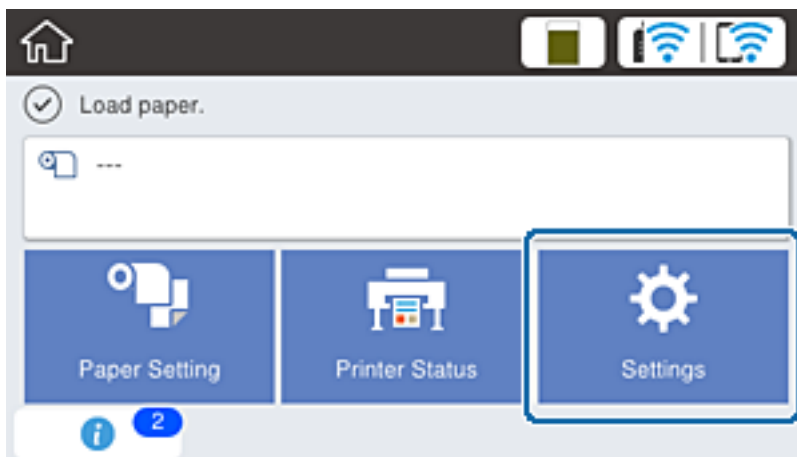 Load paper.
---
Paper Setting
Printer Status
Settings
i
2